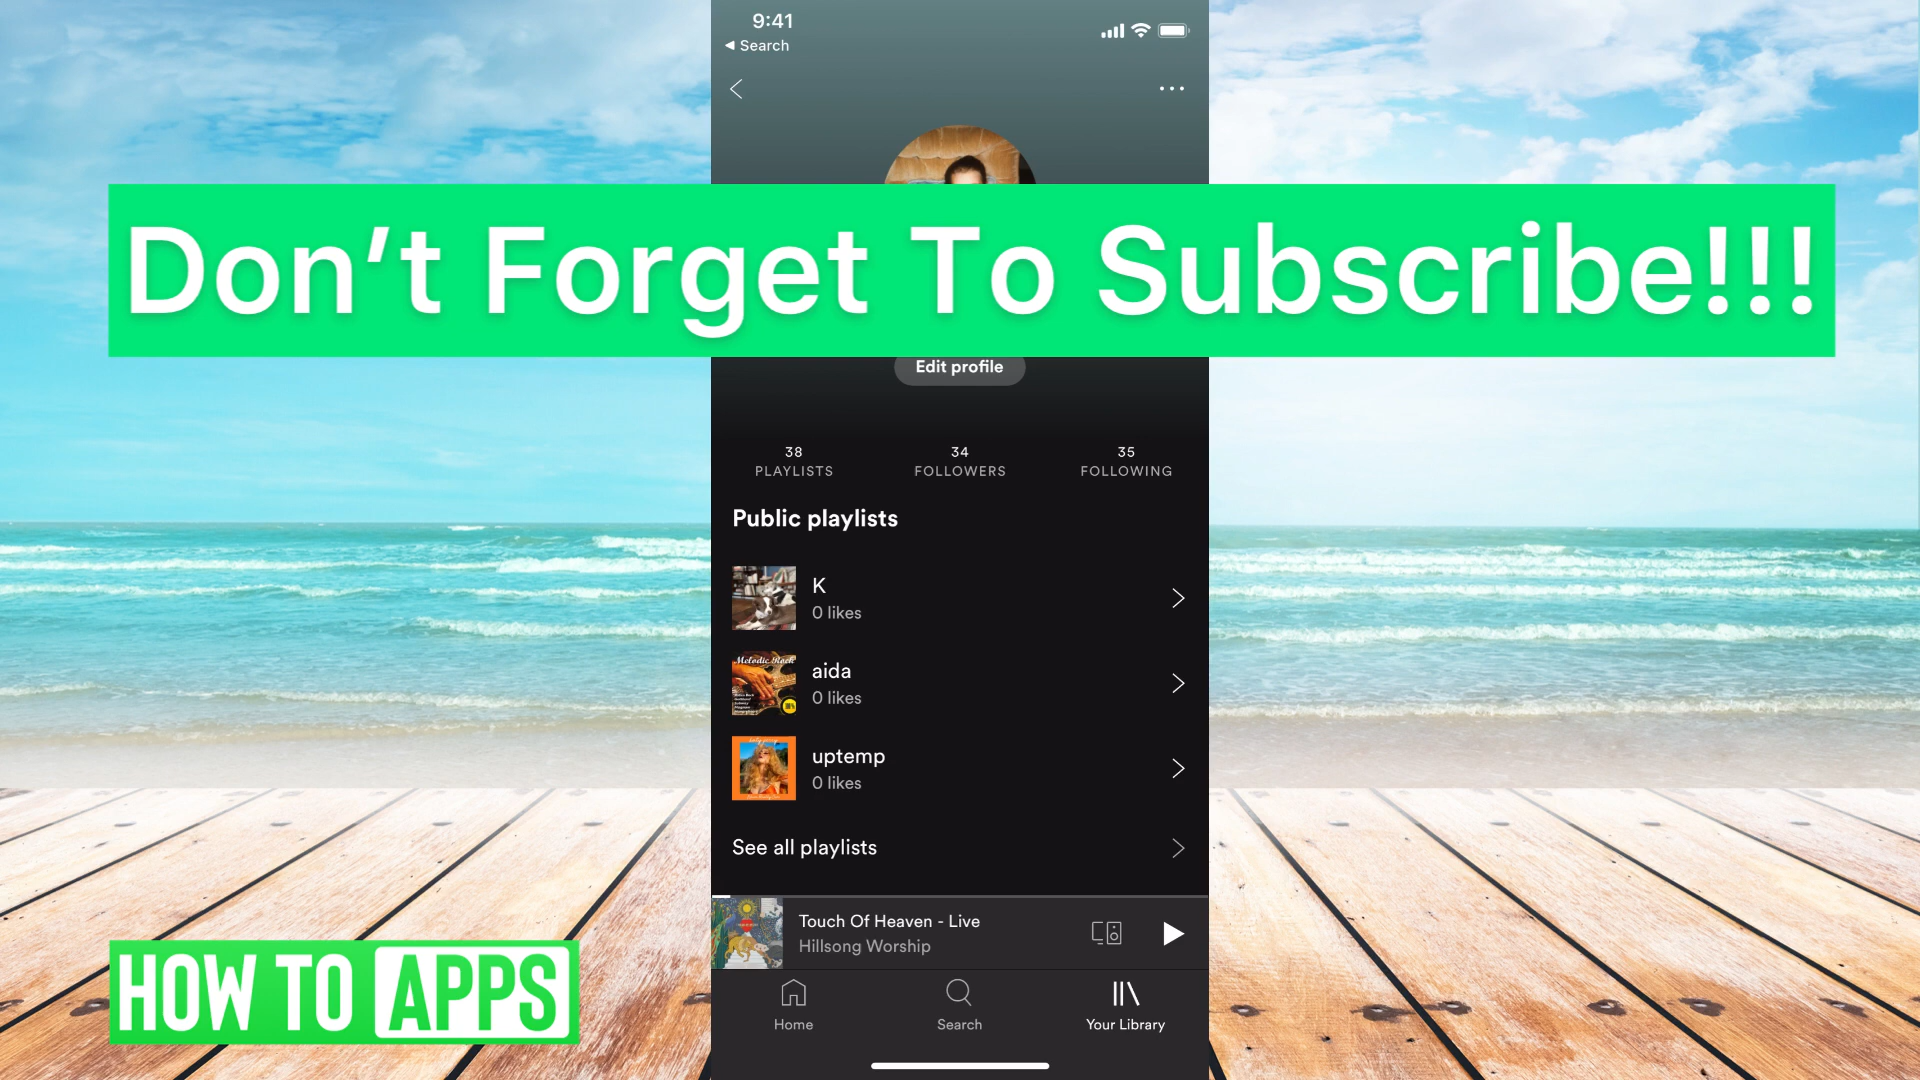 9:41
◀ Search
Don't Forget To Subscribe!!!
Edit profile
38 34 35
PLAYLISTS FOLLOWERS FOLLOWING
Public playlists
K
0 likes
Melodic Rock
aida
0 likes
uptemp
0 likes
See all playlists
Touch Of Heaven - Live
Hillsong Worship
Home Search Your Library
HOW TO APPS